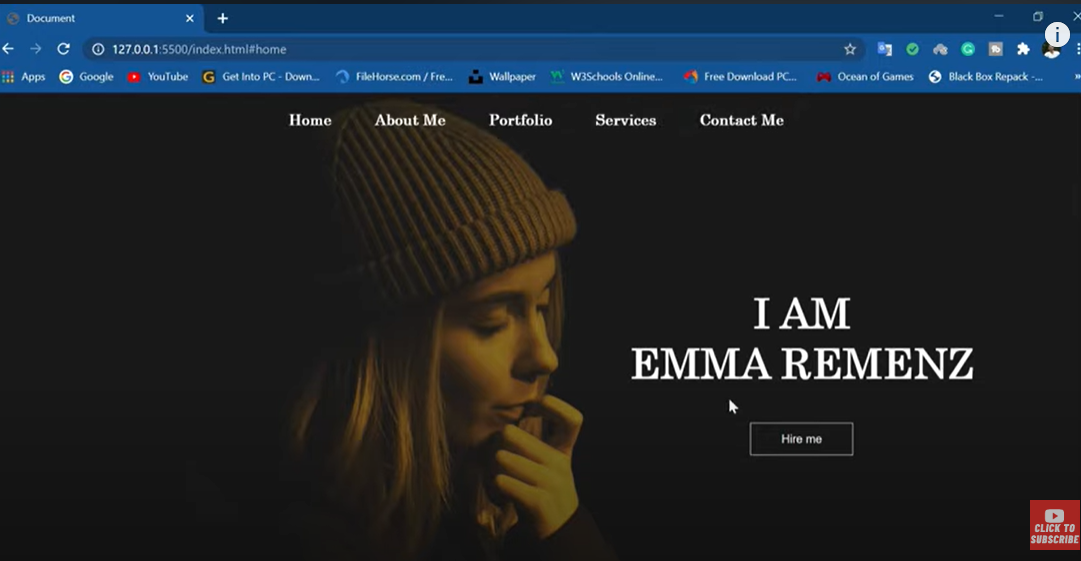 Document
127.0.0.1:5500/index.html#home
Apps Google YouTube Get Into PC - Down... FileHorse.com / Fre... Wallpaper W3Schools Online... Free Download PC... Ocean of Games Black Box Repack -...
Home About Me Portfolio Services Contact Me
I AM
EMMA REMENZ
Hire me
CLICK TO
SUBSCRIBE